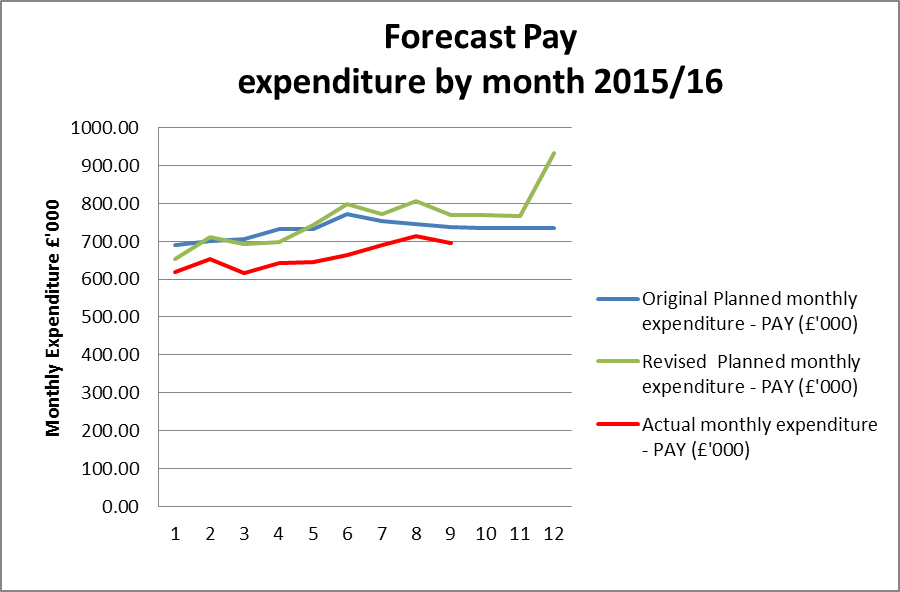 Forecast Pay
expenditure by month 2015/16
Monthly Expenditure £'000
1000.00
900.00
800.00
700.00
600.00
500.00
400.00
300.00
200.00
100.00
0.00
1 2 3 4 5 6 7 8 9 10 11 12
Original Planned monthly
expenditure - PAY (£'000)
Revised  Planned monthly
expenditure - PAY (£'000)
Actual monthly expenditure
- PAY (£'000)